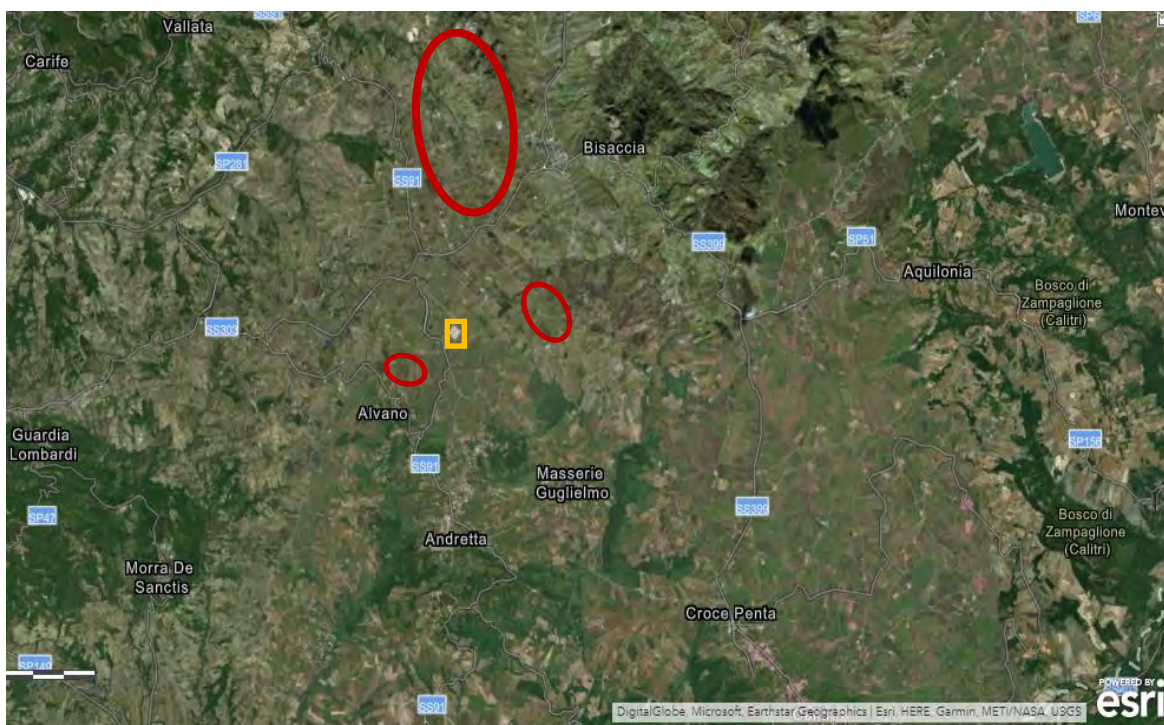 SS91
SP6
Vallata
Carife
Bisaccia
SP281
SS91
Montev
SS399
SP51
Aquilonia
Bosco di
Zampaglione
(Calitri)
SS303
Alvano
Guardia
Lombardi
SP156
SS91
Masserie
Guglielmo
SP47
SS399
Bosco di
Zampaglione
(Calitri)
Andretta
Morra De
Sanctis
Croce Penta
SP149
SS91
POWERED BY
esri
DigitalGlobe, Microsoft, Earthstar Geographics | Esri, HERE, Garmin, METI/NASA, USGS